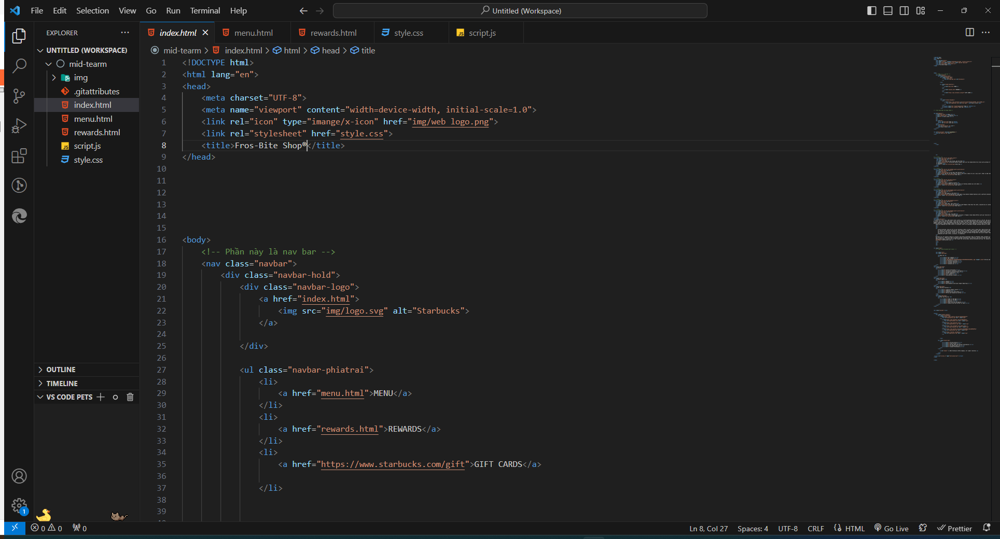 File Edit Selection View Go Run Terminal Help
Untitled (Workspace)
EXPLORER
UNTITLED (WORKSPACE)
mid-tearm
img
.gitattributes
index.html
menu.html
rewards.html
script.js
style.css
OUTLINE
TIMELINE
VS CODE PETS
1
index.html menu.html rewards.html style.css script.js
mid-tearm > index.html > html > head > title
1 <!DOCTYPE html>
2 <html lang="en">
3 <head>
4 <meta charset="UTF-8">
5 <meta name="viewport" content="width=device-width, initial-scale=1.0">
6 <link rel="icon" type="imange/x-icon" href="img/web logo.png">
7 <link rel="stylesheet" href="style.css">
8 <title>Fros-Bite Shop®</title>
9 </head>
10
11
12
13
14
15
16 <body>
17 <!-- Phần này là nav bar -->
18 <nav class="navbar">
19 <div class="navbar-hold">
20 <div class="navbar-logo">
21 <a href="index.html">
22 <img src="img/logo.svg" alt="Starbucks">
23 </a>
24
25 </div>
26
27 <ul class="navbar-phiatrai">
28 <li>
29 <a href="menu.html">MENU</a>
30 </li>
31 <li>
32 <a href="rewards.html">REWARDS</a>
33 </li>
34 <li>
35 <a href="https://www.starbucks.com/gift">GIFT CARDS</a>
36
37 </li>
38
39
0 0 0 Ln 8, Col 27 Spaces: 4 UTF-8 CRLF HTML Go Live Prettier